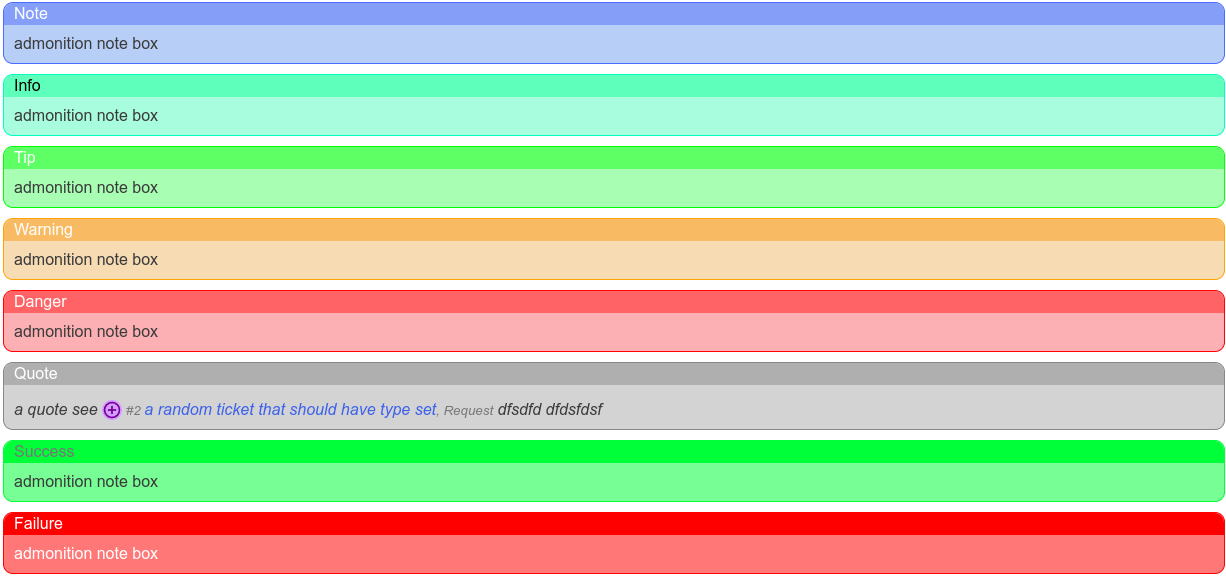 Note
admonition note box
Info
admonition note box
Tip
admonition note box
Warning
admonition note box
Danger
admonition note box
Quote
a quote see #2 a random ticket that should have type set, Request dfsdfd dfdsfdsf
Success
admonition note box
Failure
admonition note box